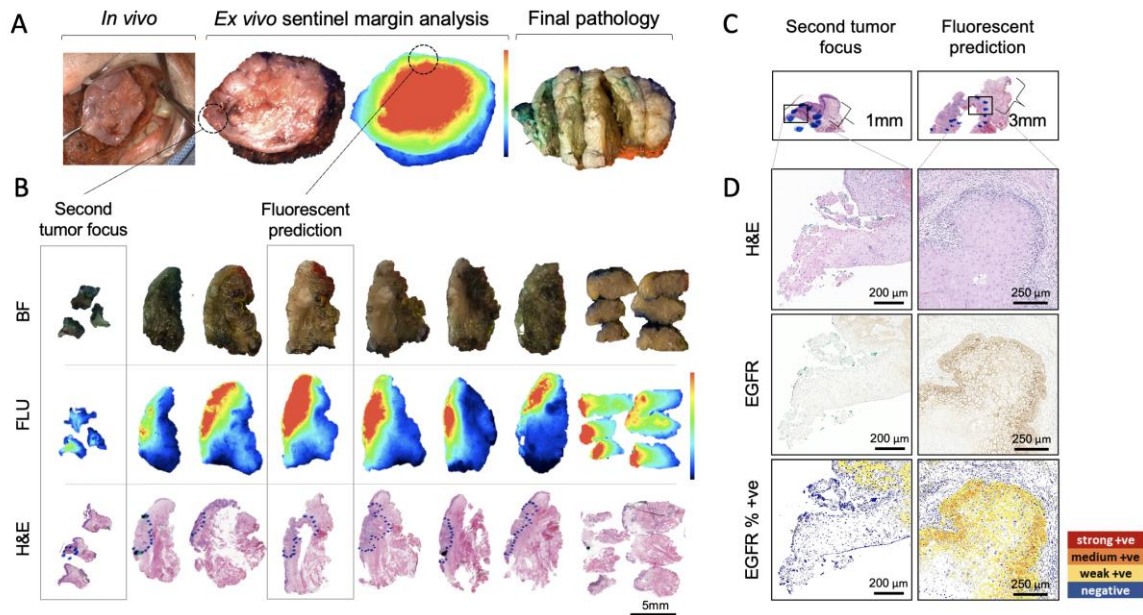 A
In vivo
Ex vivo sentinel margin analysis
Final pathology
B
Second
tumor focus
Fluorescent
prediction
BF
FLU
H&E
5mm
C
Second tumor
focus
Fluorescent
prediction
1mm
3mm
D
H&E
200 µm
250 µm
EGFR
200 µm
250 µm
EGFR % +ve
200 µm
250 µm
strong +ve
medium +ve
weak +ve
negative